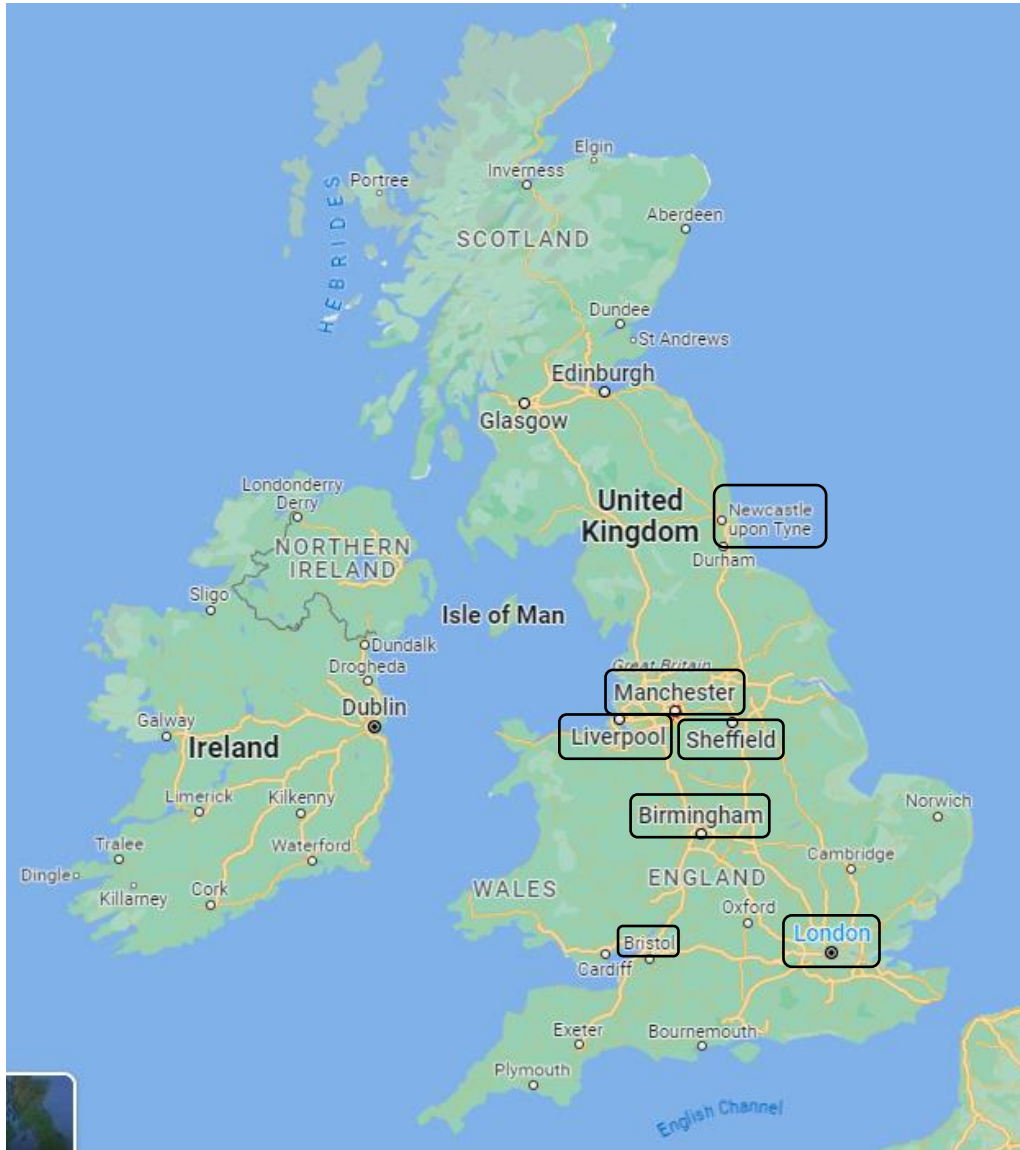 Elgin
Inverness
Portree
HEBRIDES
Aberdeen
SCOTLAND
Dundee
St Andrews
Edinburgh
Glasgow
Londonderry
Derry
United
Kingdom
Newcastle
upon Tyne
NORTHERN
IRELAND
Durham
Sligo
Isle of Man
Dundalk
Drogheda
Great Britain
Manchester
Dublin
Galway
Ireland
Liverpool
Sheffield
Limerick
Kilkenny
Birmingham
Norwich
Tralee
Waterford
Cambridge
Dingle
Killarney
Cork
WALES
ENGLAND
Oxford
London
Bristol
Cardiff
Exeter
Bournemouth
Plymouth
English Channel